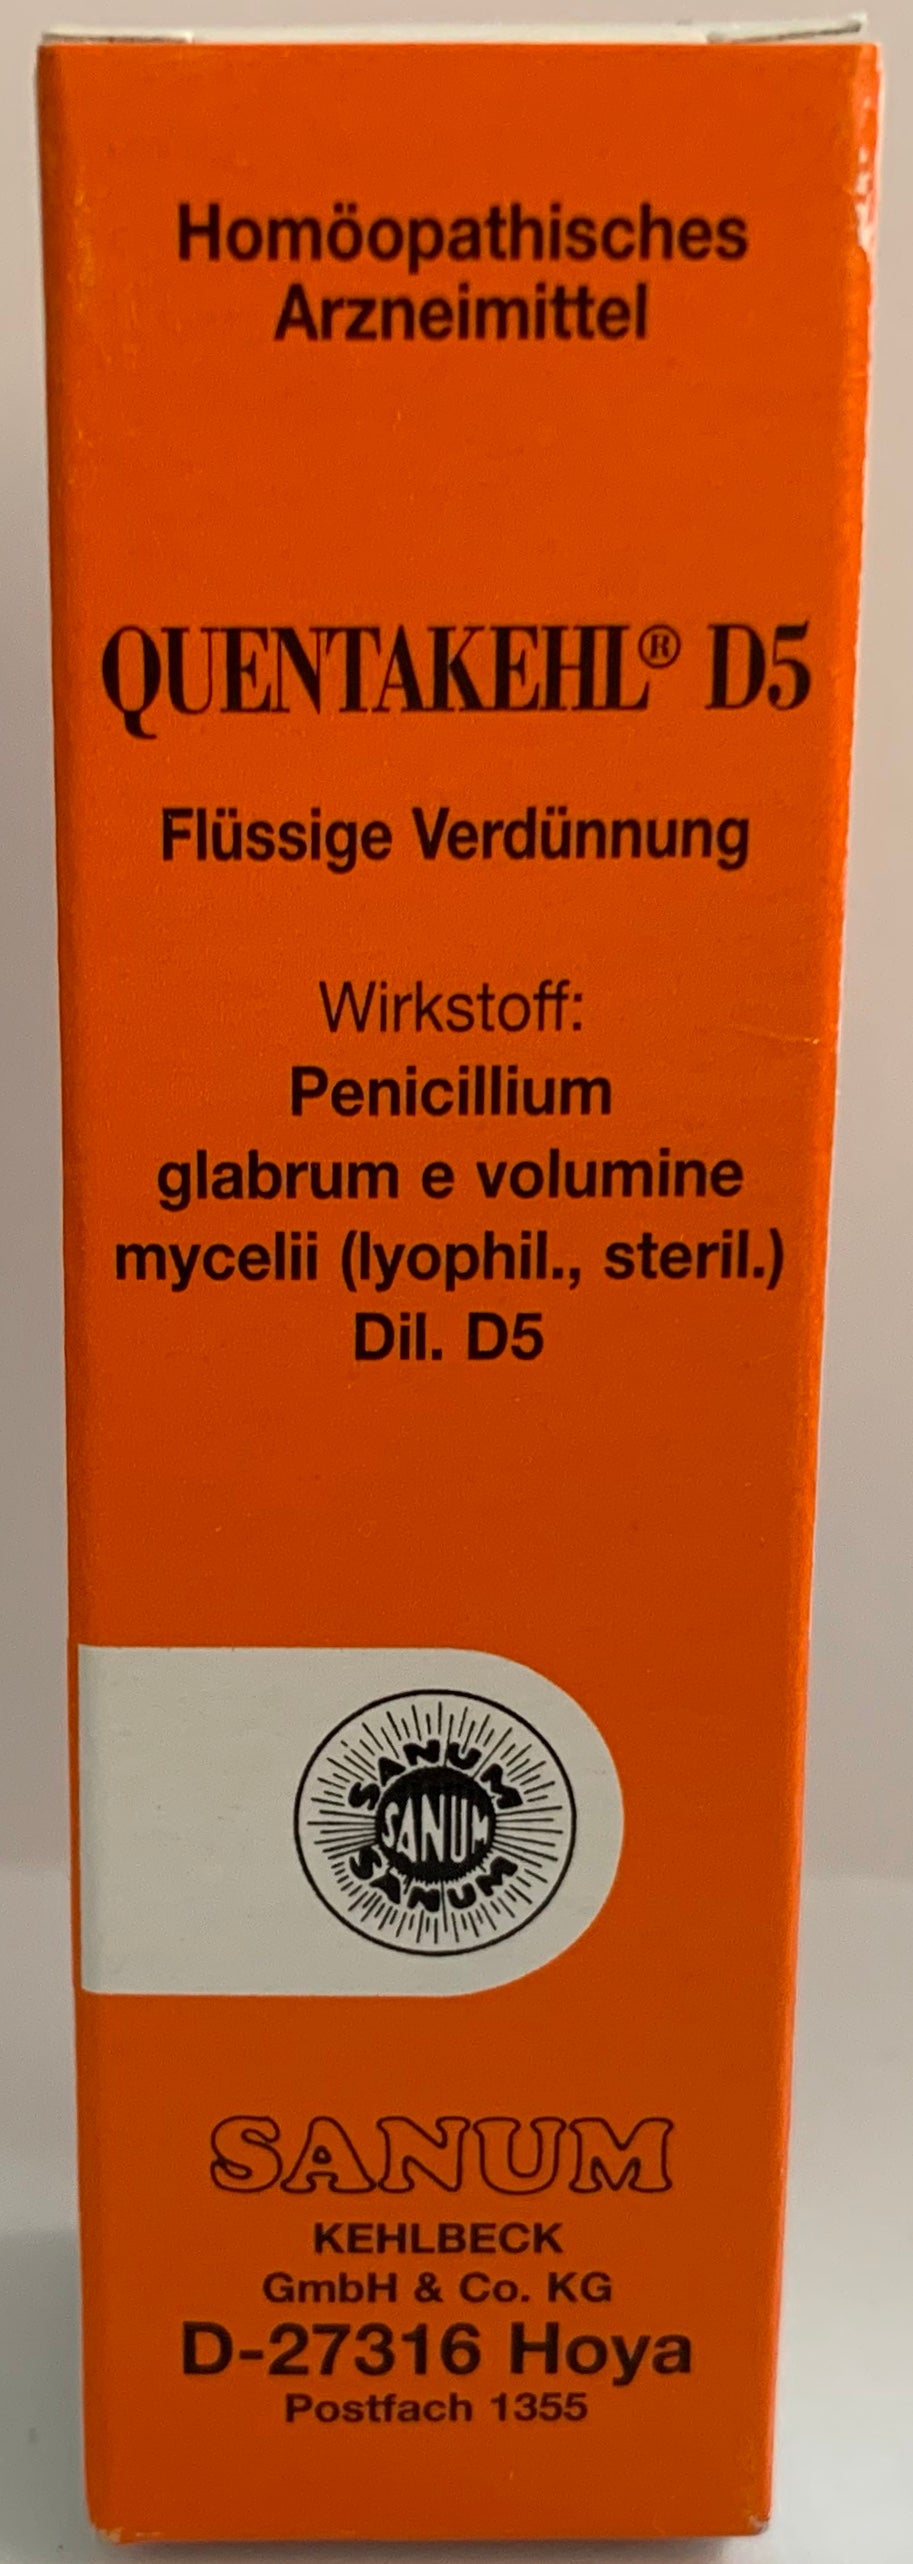 Homöopathisches
Arzneimittel
QUENTAKEHL® D5
Flüssige Verdünnung
Wirkstoff:
Penicillium
glabrum e volumine
mycelii (lyophil., steril.)
Dil. D5
SANUM
SANUM
SANUM
SANUM
KEHLBECK
GmbH & Co. KG
D-27316 Hoya
Postfach 1355